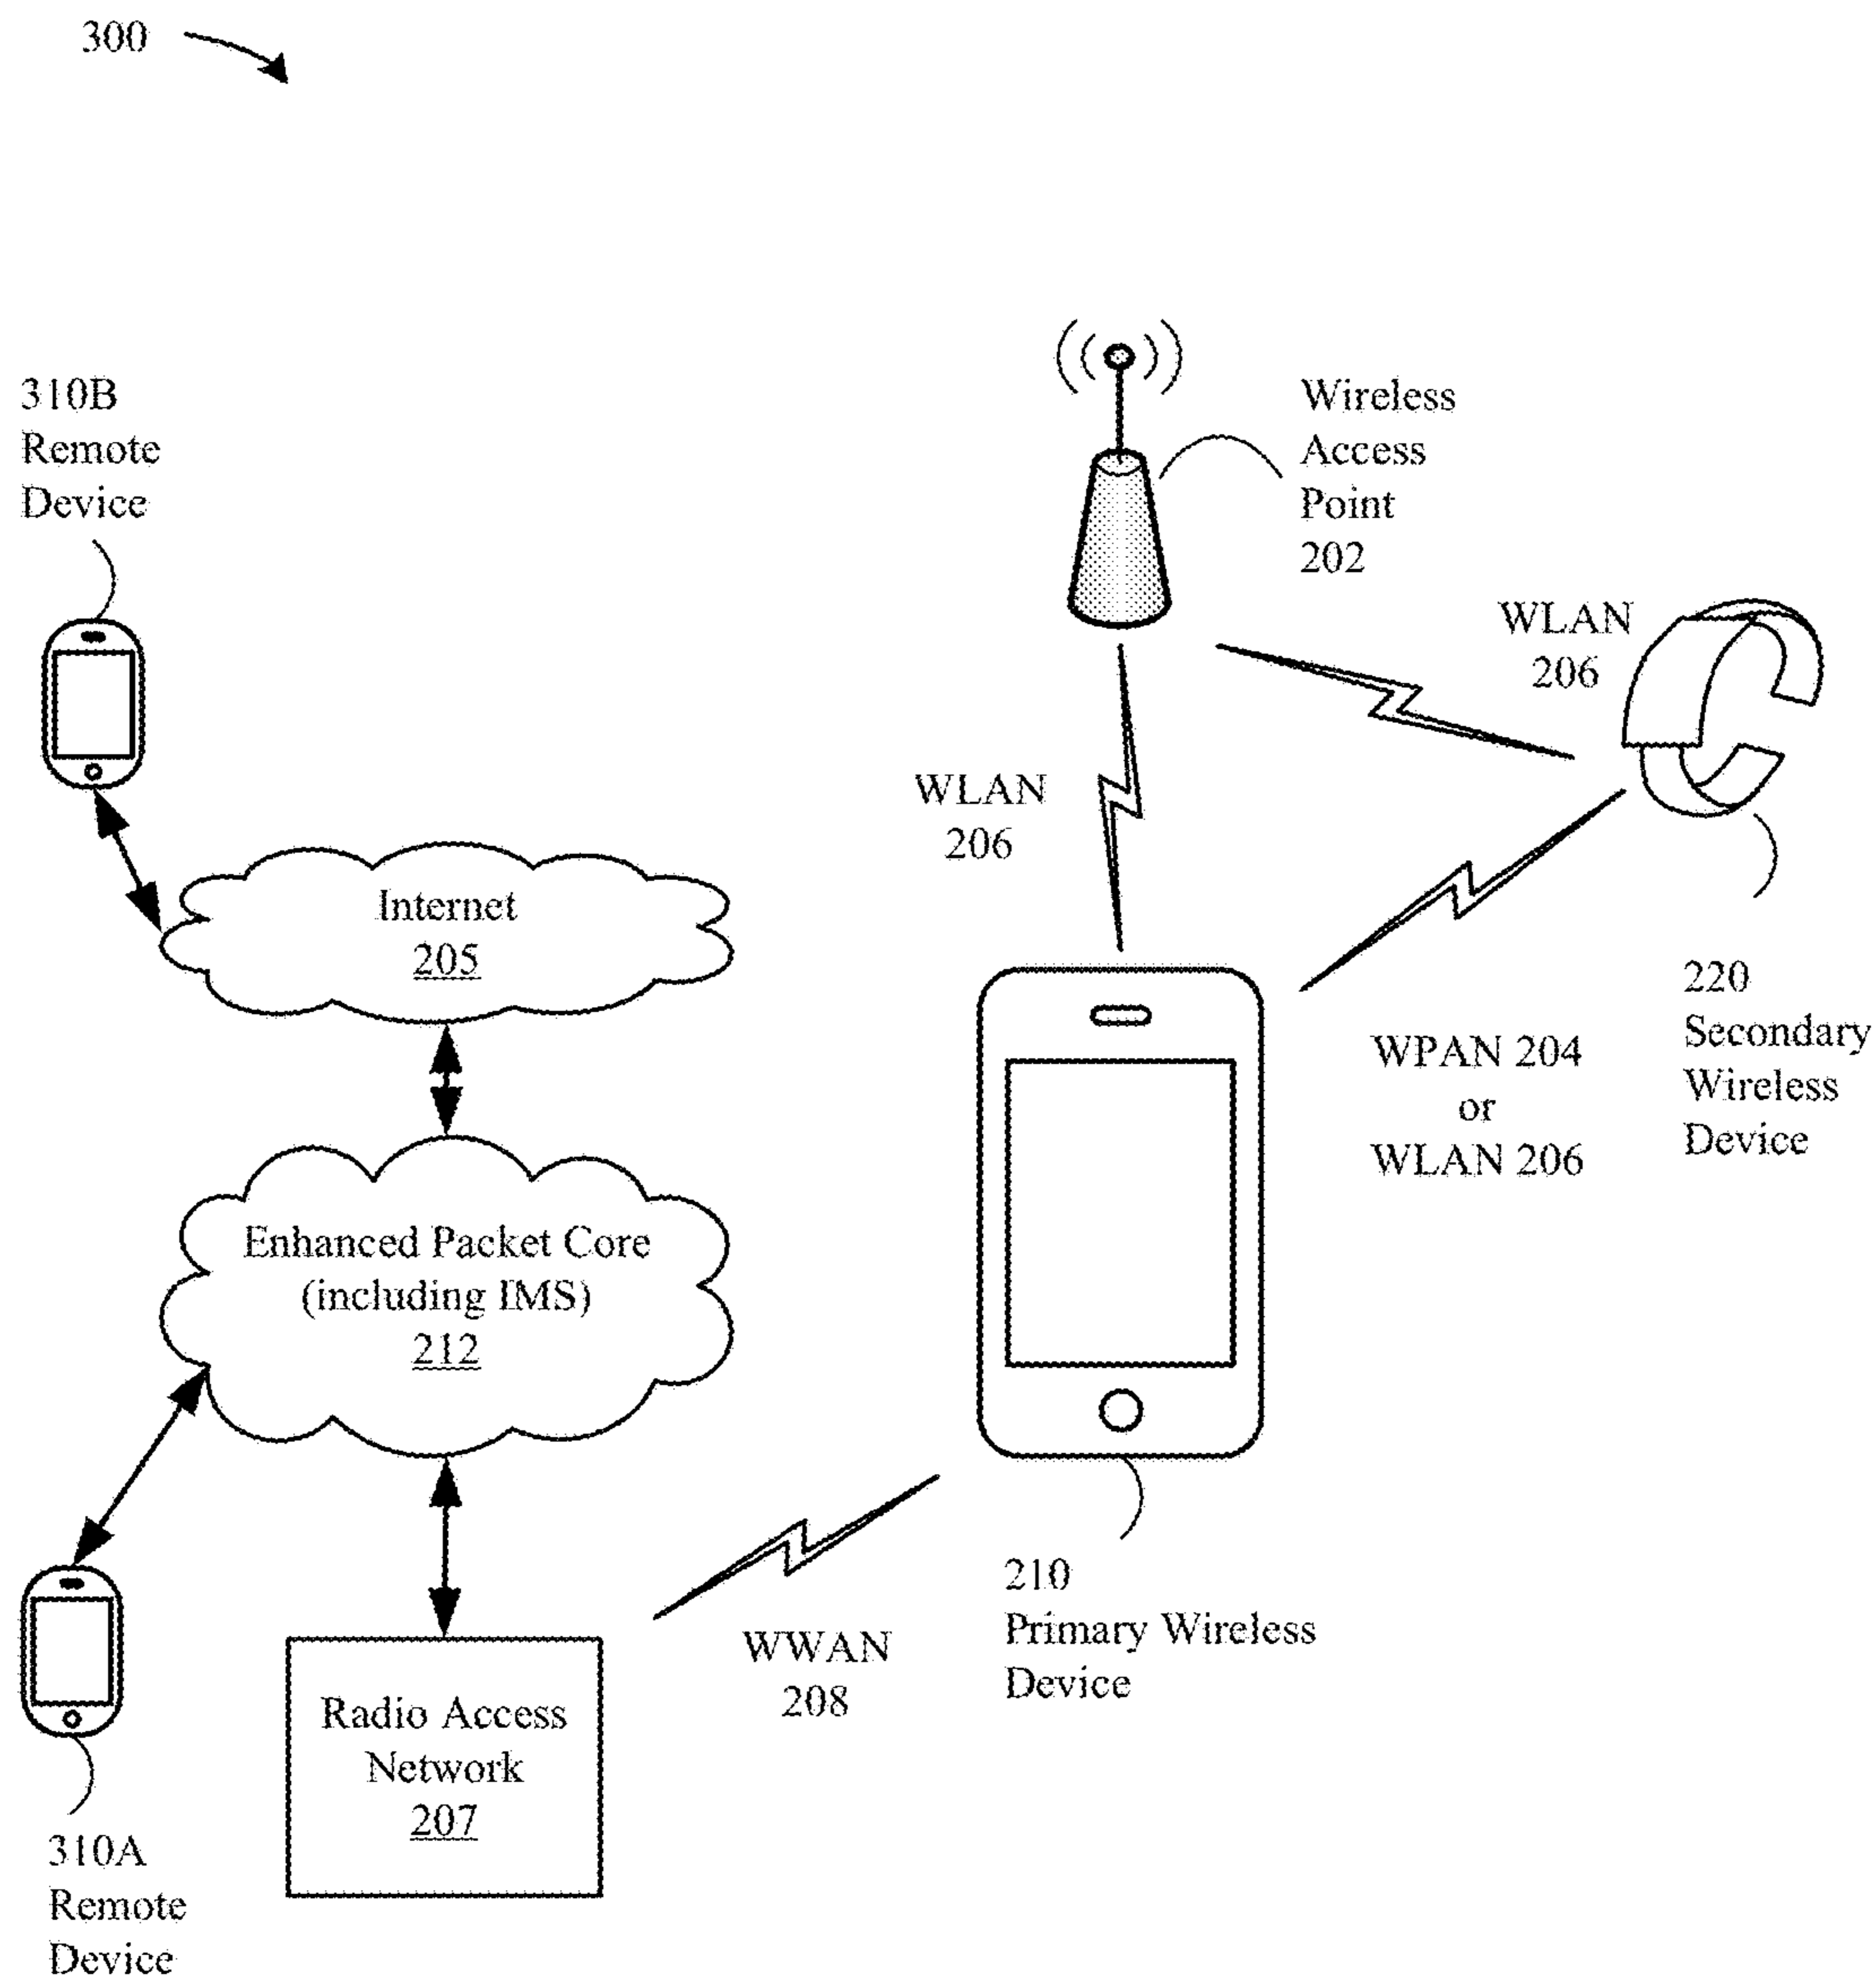 300
310B
Remote
Device
Wireless
Access
Point
202
WLAN
206
WLAN
206
Internet
205
220
Secondary
Wireless
Device
WPAN 204
or
WLAN 206
Enhanced Packet Core
(including IMS)
212
210
Primary Wireless
Device
WWAN
208
Radio Access
Network
207
310A
Remote
Device